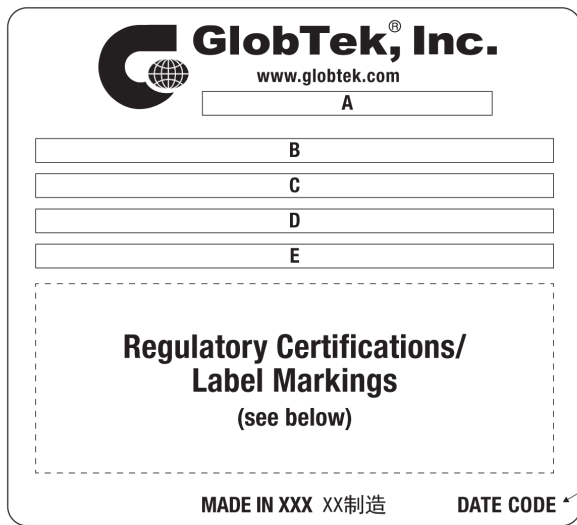 GlobTek®, Inc.
www.globtek.com
A
B
C
D
E
Regulatory Certifications/
Label Markings
(see below)
MADE IN XXX XX制造 DATE CODE